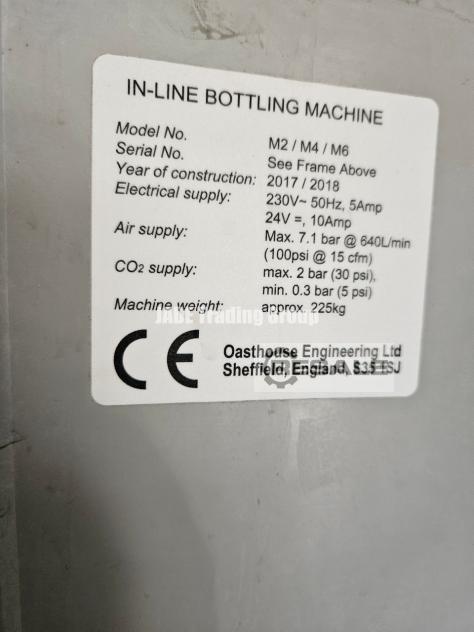 IN-LINE BOTTLING MACHINE
Model No. M2 / M4 / M6
Serial No. See Frame Above
Year of construction: 2017 / 2018
Electrical supply: 230V~ 50Hz, 5Amp
24V =, 10Amp
Air supply: Max. 7.1 bar @ 640L/min
(100psi @ 15 cfm)
CO2 supply: max. 2 bar (30 psi),
min. 0.3 bar (5 psi)
Machine weight: approx. 225kg
JABE Trading Group
CE
Oasthouse Engineering Ltd
Sheffield, England, S35